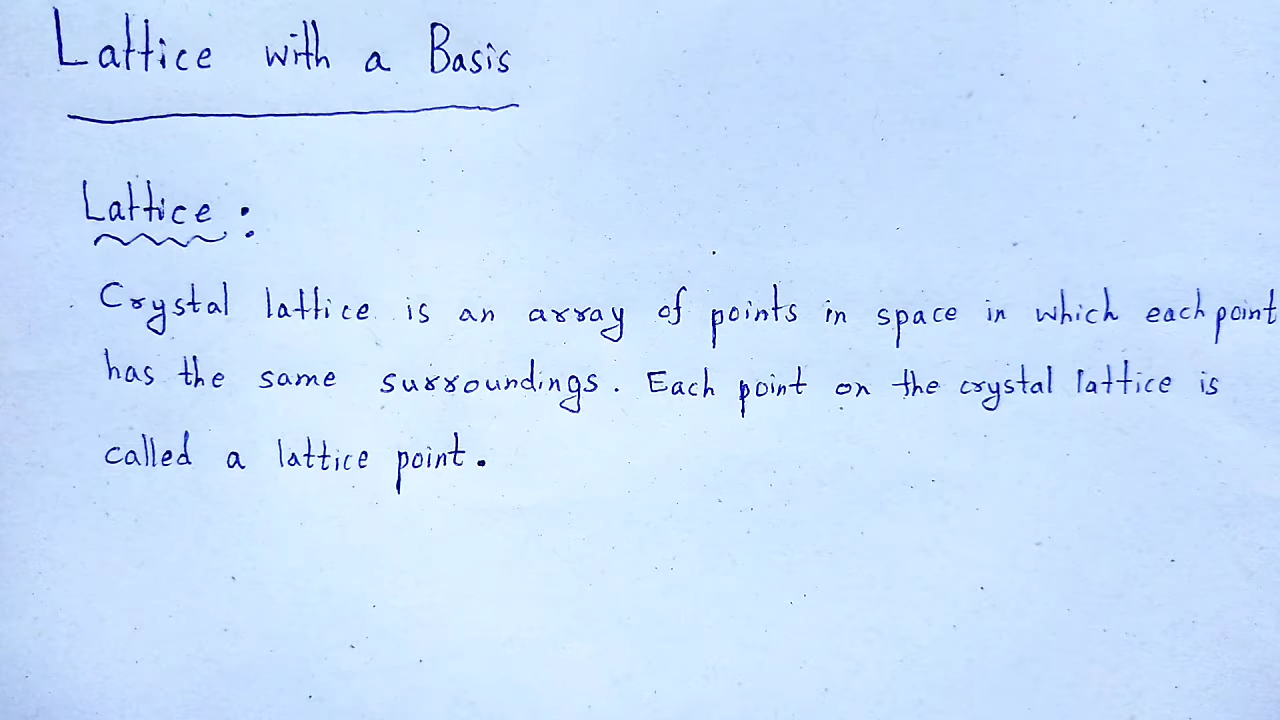 Lattice with a Basis
Lattice :
Crystal lattice is an array of points in space in which each point
has the same surroundings. Each point on the crystal lattice is
called a lattice point.